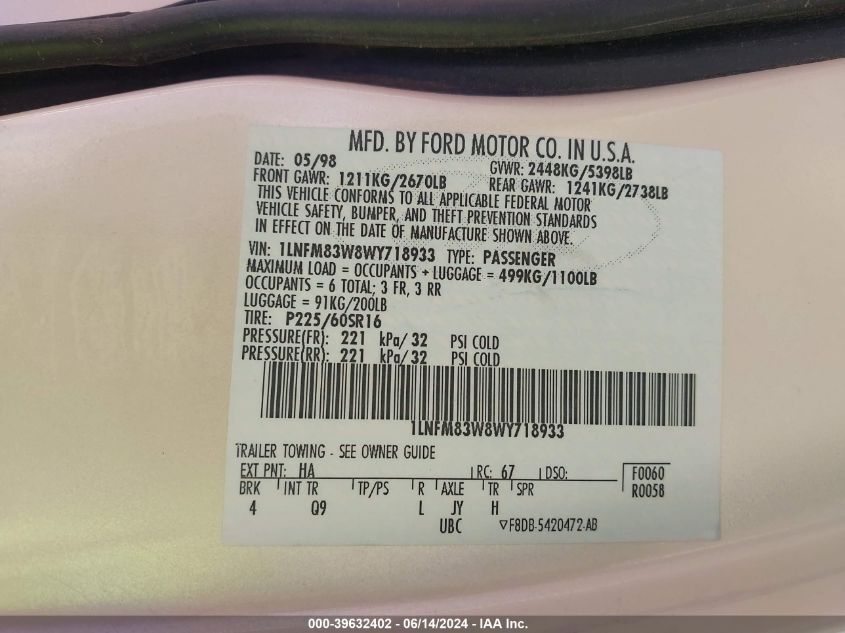 MFD. BY FORD MOTOR CO. IN U.S.A.
DATE: 05/98 GVWR: 2448KG/5398LB
FRONT GAWR: 1211KG/2670LB REAR GAWR: 1241KG/2738LB
THIS VEHICLE CONFORMS TO ALL APPLICABLE FEDERAL MOTOR
VEHICLE SAFETY, BUMPER, AND THEFT PREVENTION STANDARDS
IN EFFECT ON THE DATE OF MANUFACTURE SHOWN ABOVE.
VIN: 1LNFM83W8WY718933 TYPE: PASSENGER
MAXIMUM LOAD = OCCUPANTS + LUGGAGE = 499KG/1100LB
OCCUPANTS = 6 TOTAL; 3 FR, 3 RR
LUGGAGE = 91KG/200LB
TIRE: P225/60SR16
PRESSURE(FR): 221 kPa/ 32 PSI COLD
PRESSURE(RR): 221 kPa/ 32 PSI COLD
1LNFM83W8WY718933
TRAILER TOWING - SEE OWNER GUIDE
EXT PNT: HA RC: 67 DSO: F0060
BRK INT TR TP/PS R AXLE TR SPR R0058
4 Q9 L JY H
UBC ▽F8DB-5420472-AB
000-39632402 - 06/14/2024 - IAA Inc.